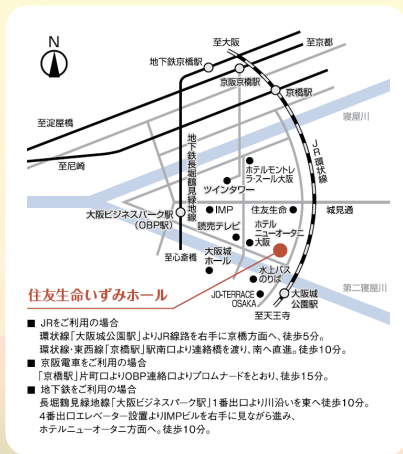 N
至大阪
至京都
地下鉄京橋駅
京阪京橋駅
京橋駅
至淀屋橋
寝屋川
至尼崎
地下鉄長堀鶴見緑地線
JR環状線
ホテルモントレ
ラ・スール大阪
ツインタワー
大阪ビジネスパーク駅
(OBP駅)
IMP
住友生命
城見通
読売テレビ
ホテル
ニューオータニ
大阪
至心斎橋
大阪城
ホール
水上バス
のりば
住友生命いずみホール
JO-TERRACE
OSAKA
大阪城
公園駅
第二寝屋川
至天王寺
■ JRをご利用の場合
環状線「大阪城公園駅」よりJR線路を右手に京橋方面へ、徒歩5分。
環状線・東西線「京橋駅」駅南口より連絡橋を渡り、南へ直進。徒歩10分。
■ 京阪電車をご利用の場合
「京橋駅」片町口よりOBP連絡口よりプロムナードをとおり、徒歩15分。
■ 地下鉄をご利用の場合
長堀鶴見緑地線「大阪ビジネスパーク駅」1番出口より川沿いを東へ徒歩10分。
4番出口エレベーター設置よりIMPビルを右手に見ながら進み、
ホテルニューオータニ方面へ。徒歩10分。